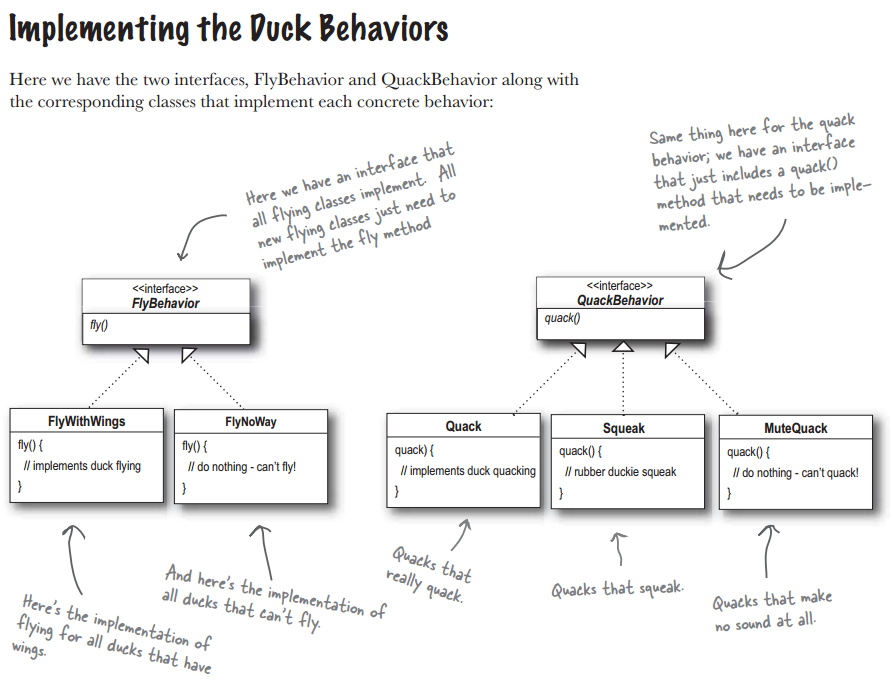 Implementing the Duck Behaviors
Here we have the two interfaces, FlyBehavior and QuackBehavior along with
the corresponding classes that implement each concrete behavior:
Here we have an interface that
all flying classes implement. All
new flying classes just need to
implement the fly method
Same thing here for the quack
behavior; we have an interface
that just includes a quack()
method that needs to be imple-
mented.
<<interface>>
FlyBehavior
fly()
<<interface>>
QuackBehavior
quack()
FlyWithWings
fly() {
// implements duck flying
}
FlyNoWay
fly() {
// do nothing - can't fly!
}
Quack
quack) {
// implements duck quacking
}
Squeak
quack() {
// rubber duckie squeak
}
MuteQuack
quack() {
// do nothing - can't quack!
}
Here's the implementation of
flying for all ducks that have
wings.
And here's the implementation of
all ducks that can't fly.
Quacks that
really quack.
Quacks that squeak.
Quacks that make
no sound at all.